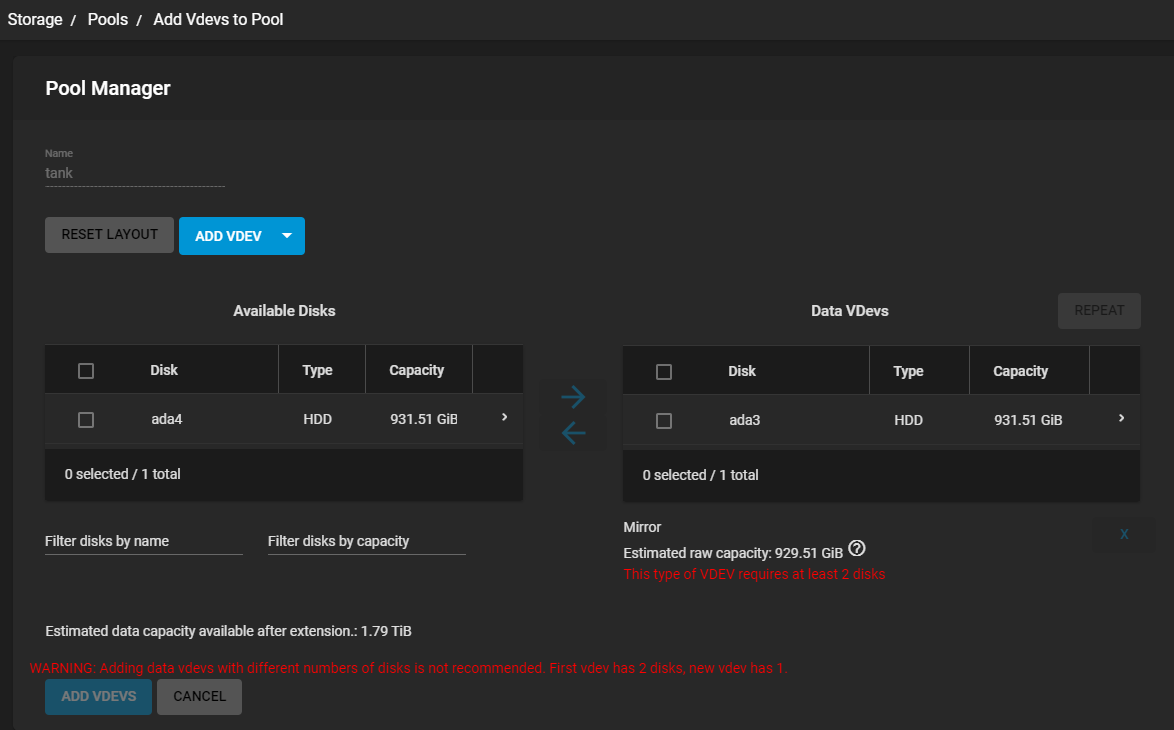 Storage / Pools / Add Vdevs to Pool
Pool Manager
Name
tank
RESET LAYOUT ADD VDEV
Available Disks
Disk Type Capacity
ada4 HDD 931.51 GiB
0 selected / 1 total
Filter disks by name Filter disks by capacity
Data VDevs REPEAT
Disk Type Capacity
ada3 HDD 931.51 GiB
0 selected / 1 total
Mirror
X
Estimated raw capacity: 929.51 GiB ?
This type of VDEV requires at least 2 disks
Estimated data capacity available after extension.: 1.79 TiB
WARNING: Adding data vdevs with different numbers of disks is not recommended. First vdev has 2 disks, new vdev has 1.
ADD VDEVS CANCEL